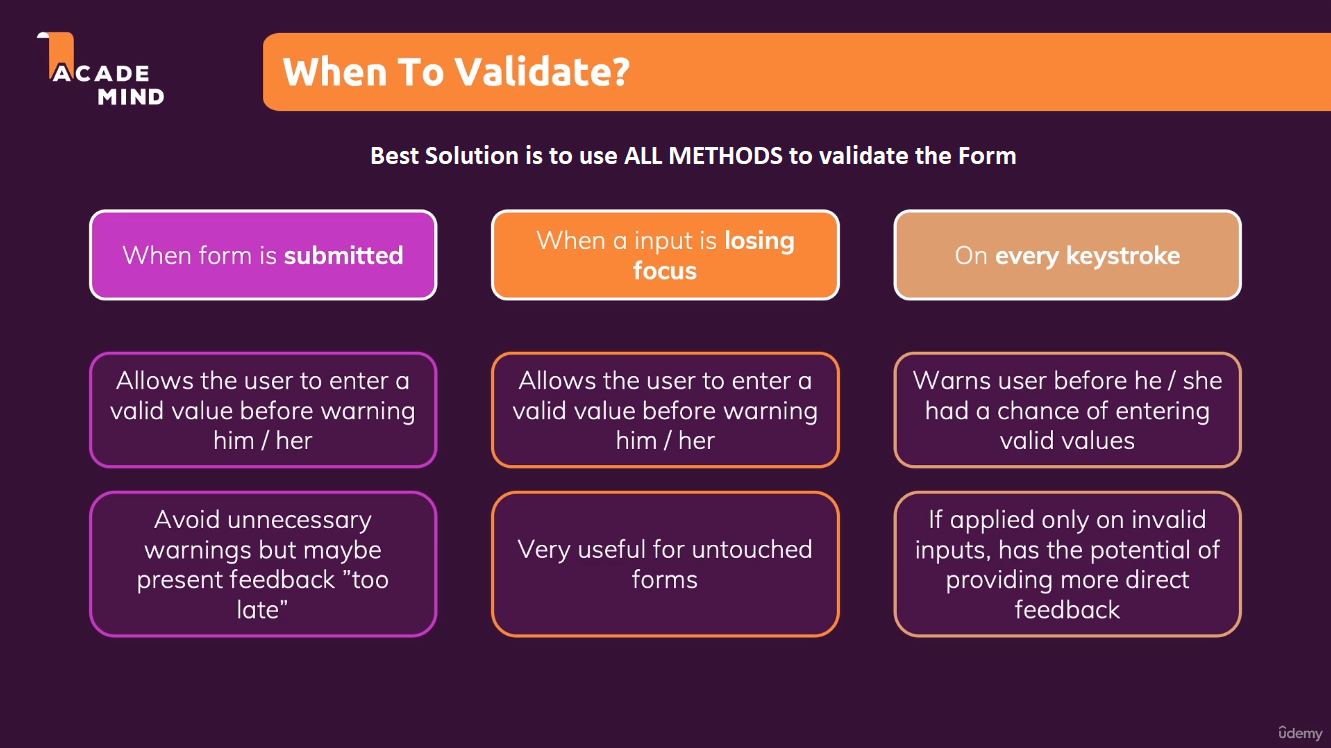 ACADE
MIND
When To Validate?
Best Solution is to use ALL METHODS to validate the Form
When form is submitted
When a input is losing
focus
On every keystroke
Allows the user to enter a
valid value before warning
him / her
Allows the user to enter a
valid value before warning
him / her
Warns user before he / she
had a chance of entering
valid values
Avoid unnecessary
warnings but maybe
present feedback ”too
late”
Very useful for untouched
forms
If applied only on invalid
inputs, has the potential of
providing more direct
feedback
ûdemy